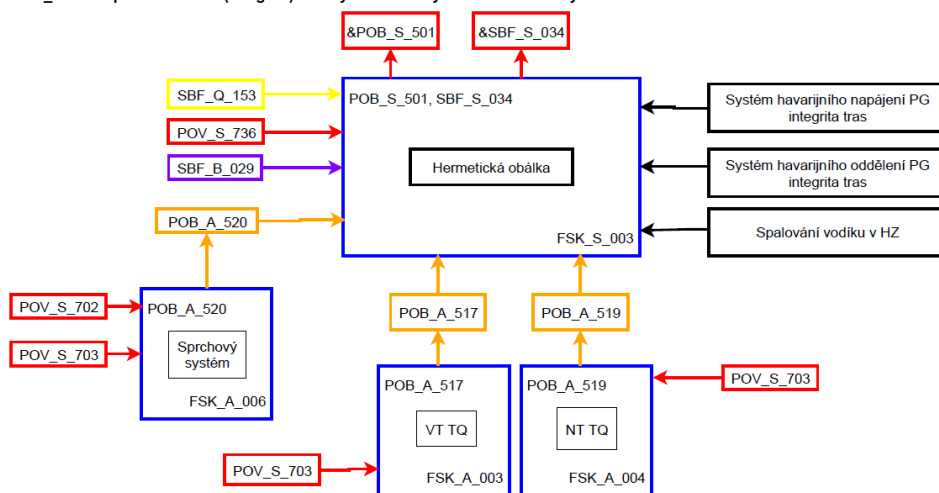 &POB_S_501
&SBF_S_034
SBF_Q_153
POV_S_736
SBF_B_029
POB_A_520
POB_S_501, SBF_S_034
Hermetická obálka
FSK_S_003
Systém havarijního napájení PG
integrita tras
Systém havarijního oddělení PG
integrita tras
Spalování vodíku v HZ
POV_S_702
POV_S_703
POB_A_520
Sprchový
systém
FSK_A_006
POB_A_517
POB_A_519
POB_A_517
VT TQ
FSK_A_003
POV_S_703
POB_A_519
NT TQ
FSK_A_004
POV_S_703